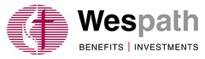 Wespath
BENEFITS | INVESTMENTS